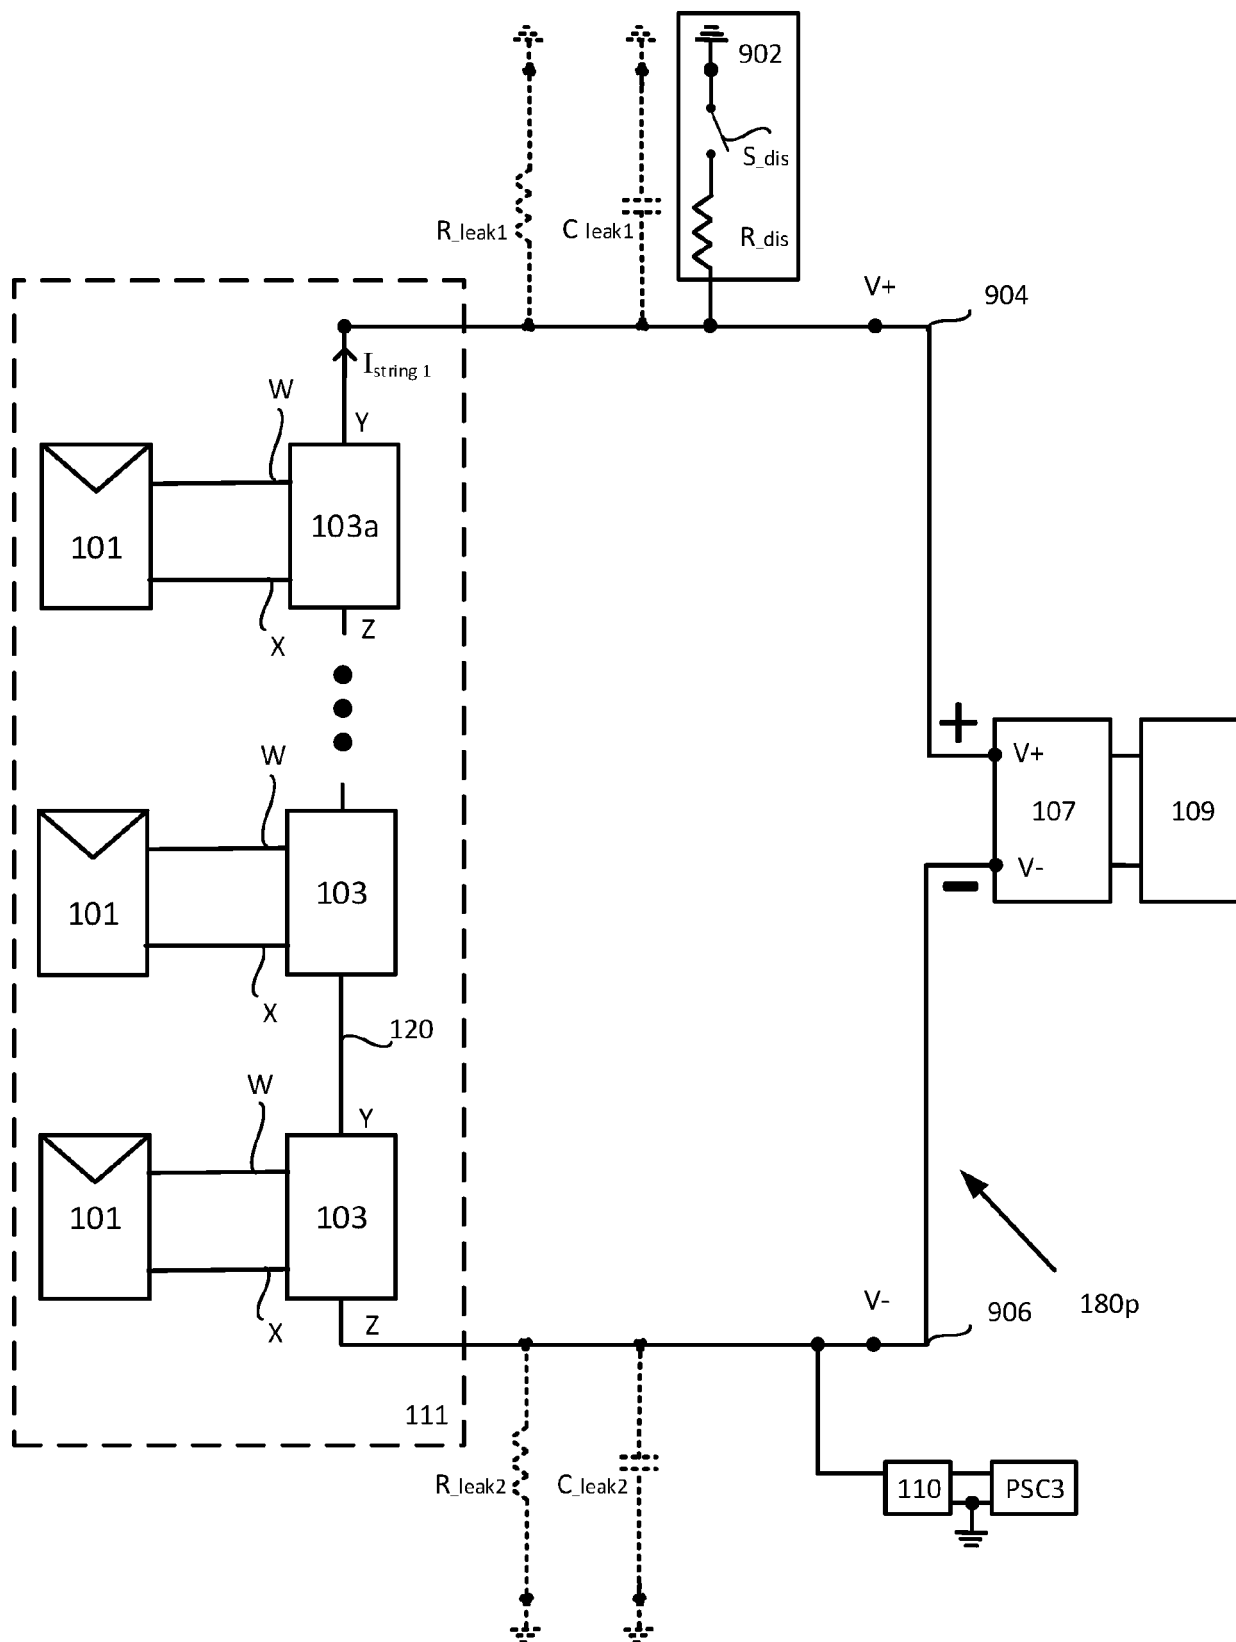 902
S_dis
R_leak1
C leak1
R_dis
V+
904
I string 1
W
Y
101
103a
X
Z
+
V+
W
107
109
V-
101
103
X
120
W
Y
101
103
180p
X
Z
V-
906
111
R_leak2
C_leak2
110
PSC3